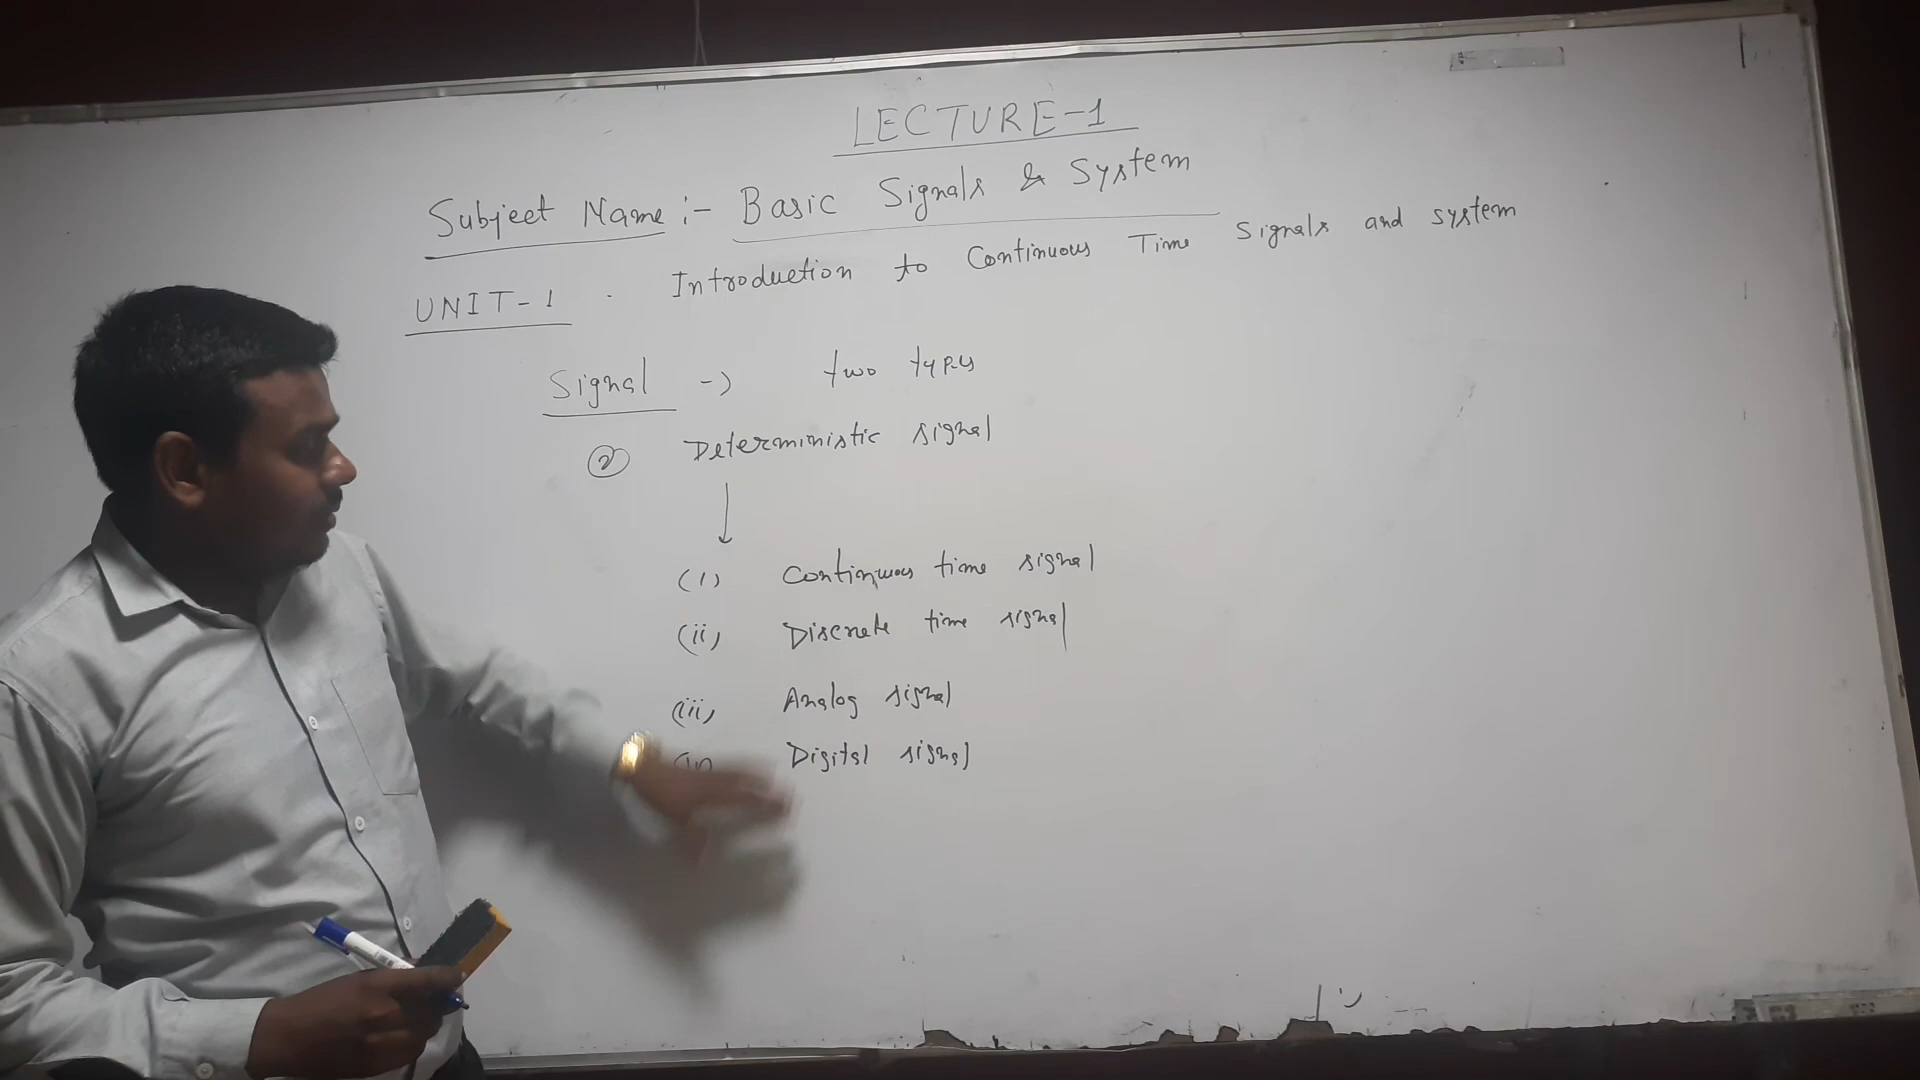 LECTURE-1
Subject Name :- Basic Signals & System
UNIT-1 . Introduction to Continuous Time Signals and System
Signal -> two types
② Deterministic signal
(i) Continuous time signal
(ii) Discrete time signal
(iii) Analog signal
(iv) Digital signal